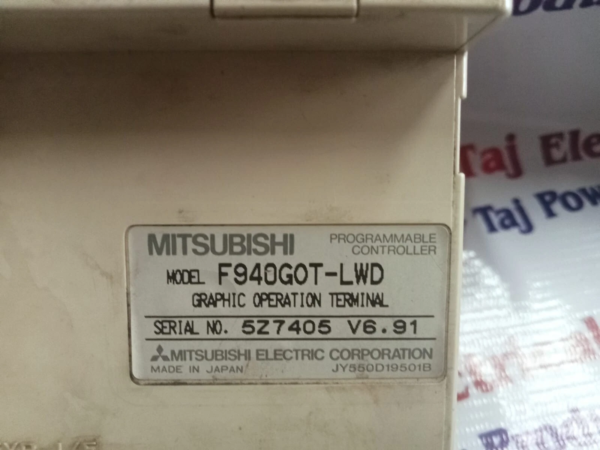 MITSUBISHI PROGRAMMABLE CONTROLLER
MODEL F940GOT-LWD
GRAPHIC OPERATION TERMINAL
SERIAL NO. 5Z7405 V6.91
MITSUBISHI ELECTRIC CORPORATION
MADE IN JAPAN JY550D19501B
Taj Elec
Taj Pow